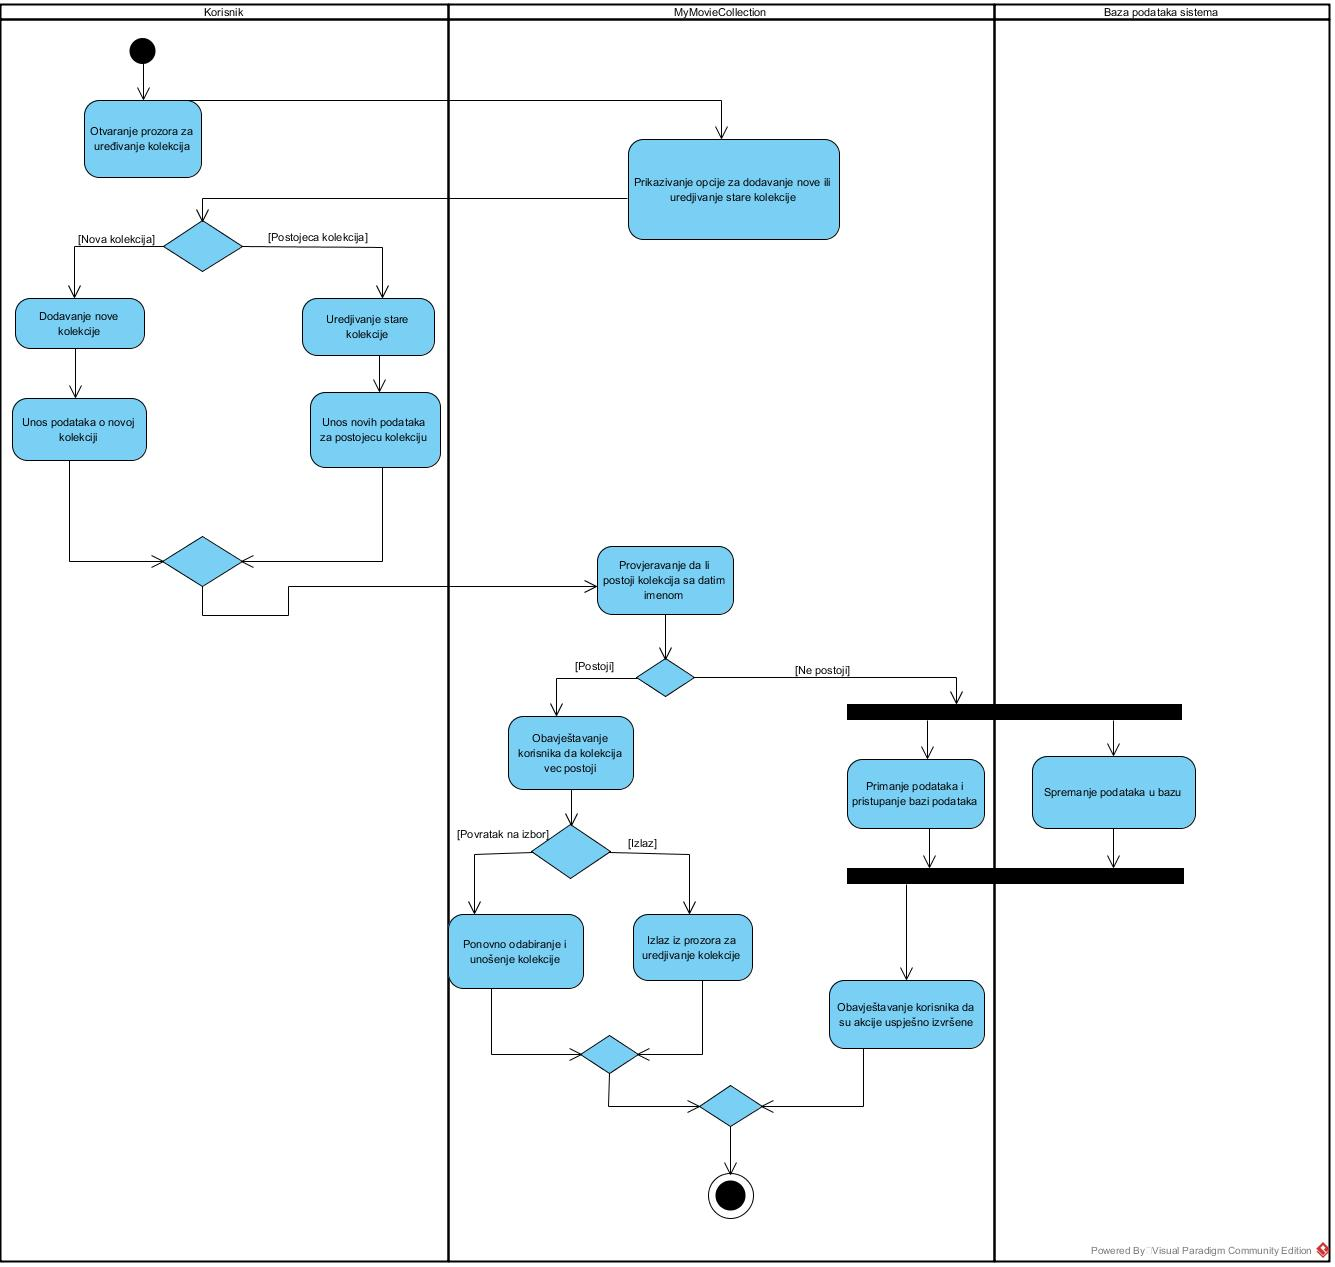 Korisnik
MyMovieCollection
Baza podataka sistema
Otvaranje prozora za
uređivanje kolekcija
Prikazivanje opcije za dodavanje nove ili
uredjivanje stare kolekcije
[Nova kolekcija]
[Postojeca kolekcija]
Dodavanje nove
kolekcije
Uredjivanje stare
kolekcije
Unos podataka o novoj
kolekciji
Unos novih podataka
za postojecu kolekciju
Provjeravanje da li
postoji kolekcija sa datim
imenom
[Postoji]
[Ne postoji]
Obavještavanje
korisnika da kolekcija
vec postoji
Primanje podataka i
pristupanje bazi podataka
Spremanje podataka u bazu
[Povratak na izbor]
[Izlaz]
Ponovno odabiranje i
unošenje kolekcije
Izlaz iz prozora za
uredjivanje kolekcije
Obavještavanje korisnika da
su akcije uspješno izvršene
Powered By Visual Paradigm Community Edition